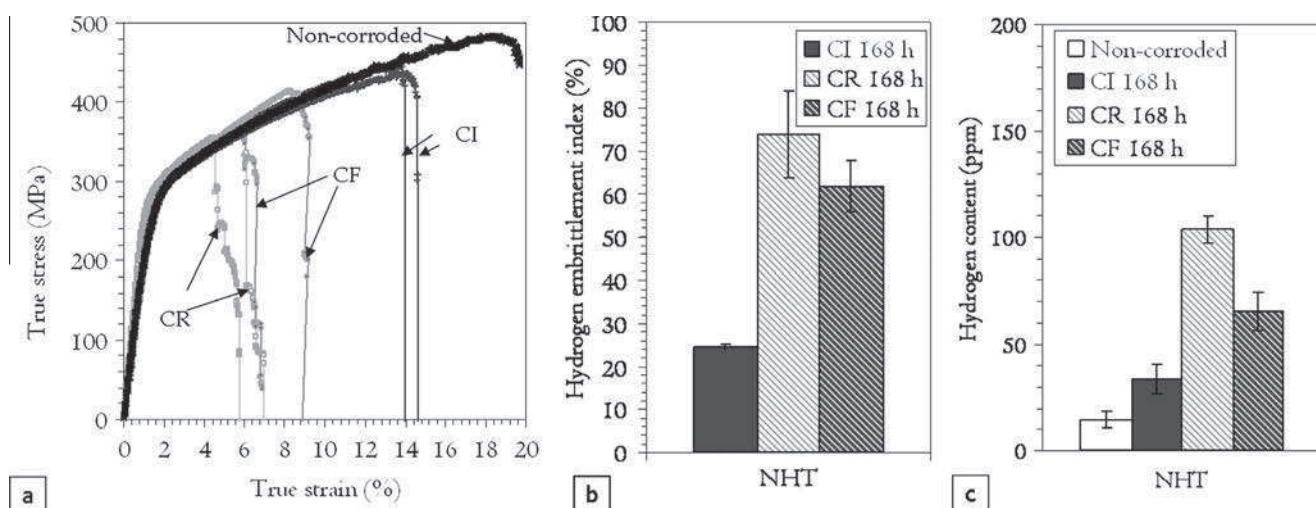 500
400
300
200
100
0
True stress (MPa)
0 2 4 6 8 10 12 14 16 18 20
True strain (%)
Non-corroded
CI
CF
CR
a
100
90
80
70
60
50
40
30
20
10
0
Hydrogen embrittlement index (%)
CI 168 h
CR 168 h
CF 168 h
NHT
b
200
150
100
50
0
Hydrogen content (ppm)
Non-corroded
CI 168 h
CR 168 h
CF 168 h
NHT
c